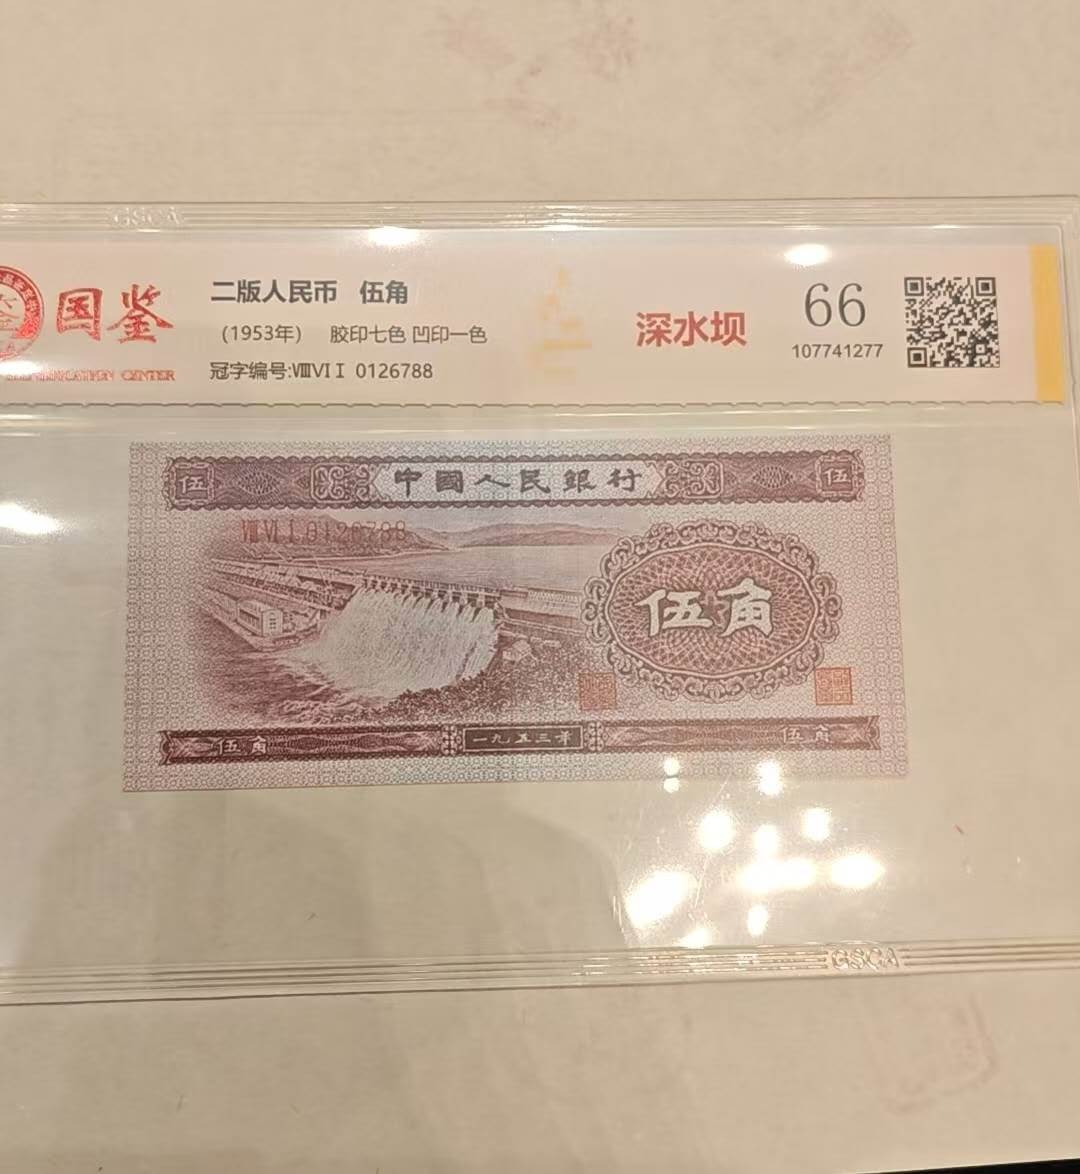 GSCA
国鉴
二版人民币 伍角
(1953年) 胶印七色 凹印一色
冠字编号:ⅧⅥⅠ 0126788
深水坝
66
107741277
伍 中國人民銀行 伍
ⅧⅥⅠ 0126788
伍角
伍角 一九五三年 伍角
GSCA